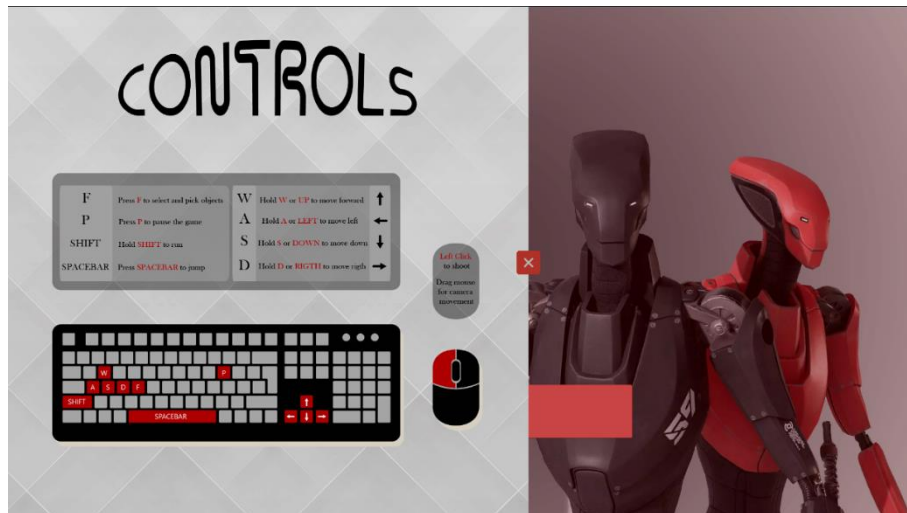 CONTROLS
F Press F to select and pick objects
P Press P to pause the game
SHIFT Hold SHIFT to run
SPACEBAR Press SPACEBAR to jump
W Hold W or UP to move forward
A Hold A or LEFT to move left
S Hold S or DOWN to move down
D Hold D or RIGTH to move rigth
Left Click
to shoot
Drag mouse
for camera
movement
W
P
A S D F
SHIFT
SPACEBAR